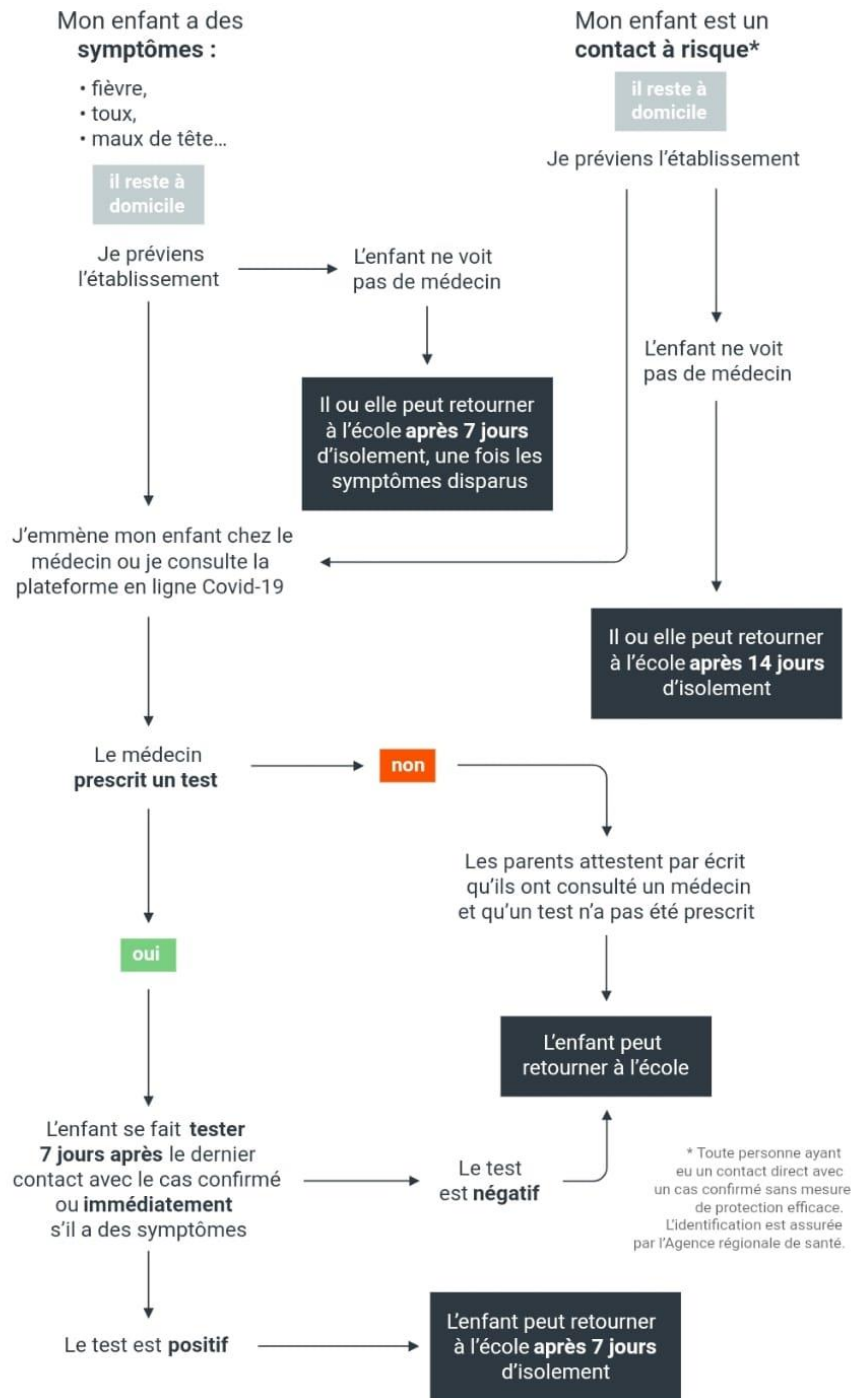 Mon enfant a des
symptômes :
• fièvre,
• toux,
• maux de tête...
il reste à
domicile
Je préviens
l'établissement
L'enfant ne voit
pas de médecin
Il ou elle peut retourner
à l'école après 7 jours
d'isolement, une fois les
symptômes disparus
Mon enfant est un
contact à risque*
il reste à
domicile
Je préviens l'établissement
L'enfant ne voit
pas de médecin
Il ou elle peut retourner
à l'école après 14 jours
d'isolement
J'emmène mon enfant chez le
médecin ou je consulte la
plateforme en ligne Covid-19
Le médecin
prescrit un test
non
Les parents attestent par écrit
qu'ils ont consulté un médecin
et qu'un test n'a pas été prescrit
oui
L'enfant peut
retourner à l'école
L'enfant se fait tester
7 jours après le dernier
contact avec le cas confirmé
ou immédiatement
s'il a des symptômes
Le test
est négatif
* Toute personne ayant
eu un contact direct avec
un cas confirmé sans mesure
de protection efficace.
L'identification est assurée
par l'Agence régionale de santé.
Le test est positif
L'enfant peut retourner
à l'école après 7 jours
d'isolement